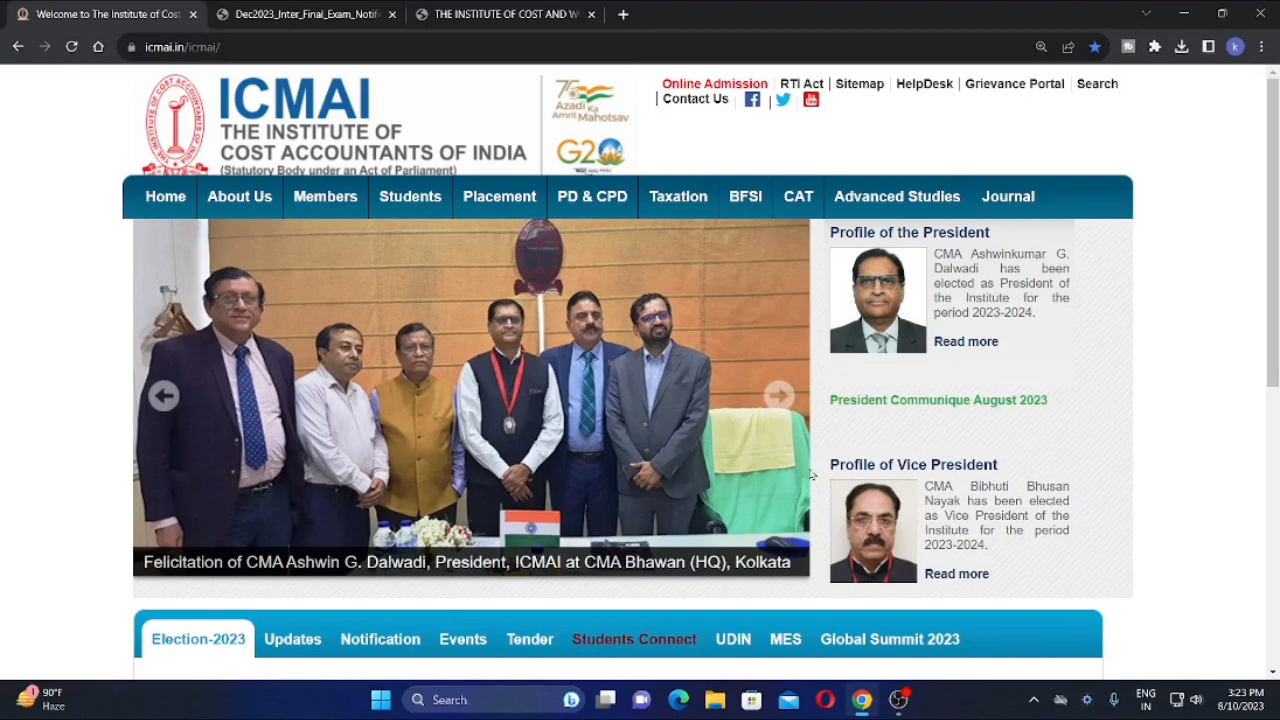 Welcome to The Institute of Cost
Dec2023_Inter_Final_Exam_Notifi
THE INSTITUTE OF COST AND W
icmai.in/icmai/
k
ICMAI
THE INSTITUTE OF
COST ACCOUNTANTS OF INDIA
(Statutory Body under an Act of Parliament)
75
Azadi Ka
Amrit Mahotsav
G20
Online Admission | RTI Act | Sitemap | HelpDesk | Grievance Portal | Search
| Contact Us | | 
Home
About Us
Members
Students
Placement
PD & CPD
Taxation
BFSI
CAT
Advanced Studies
Journal
Felicitation of CMA Ashwin G. Dalwadi, President, ICMAI at CMA Bhawan (HQ), Kolkata
Profile of the President
CMA Ashwinkumar G.
Dalwadi has been
elected as President of
the Institute for the
period 2023-2024.
Read more
President Communique August 2023
Profile of Vice President
CMA Bibhuti Bhusan
Nayak has been elected
as Vice President of the
Institute for the period
2023-2024.
Read more
Election-2023
Updates
Notification
Events
Tender
Students Connect
UDIN
MES
Global Summit 2023
1
90°F
Haze
Search
ENG
IN
3:23 PM
8/10/2023